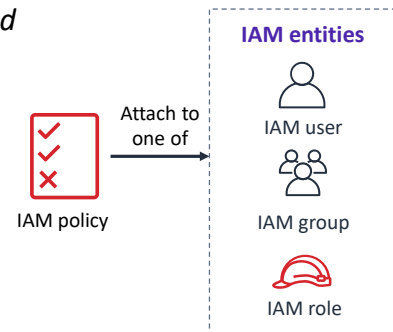 d
IAM entities
Attach to
one of
IAM user
IAM policy
IAM group
IAM role